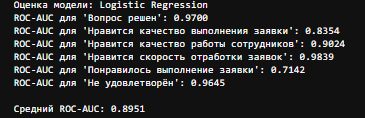 Оценка модели: Logistic Regression
ROC-AUC для 'Вопрос решен': 0.9700
ROC-AUC для 'Нравится качество выполнения заявки': 0.8354
ROC-AUC для 'Нравится качество работы сотрудников': 0.9024
ROC-AUC для 'Нравится скорость отработки заявок': 0.9839
ROC-AUC для 'Понравилось выполнение заявки': 0.7142
ROC-AUC для 'Не удовлетворён': 0.9645
Средний ROC-AUC: 0.8951